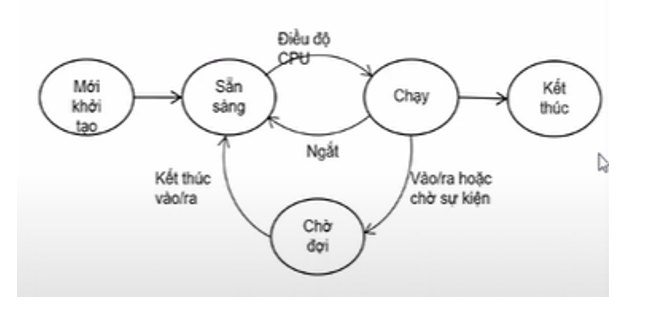 Điều độ
CPU
Mới
khởi
tạo
Sẵn
sàng
Chạy
Kết
thúc
Ngắt
Kết thúc
vào/ra
Vào/ra hoặc
chờ sự kiện
Chờ
đợi